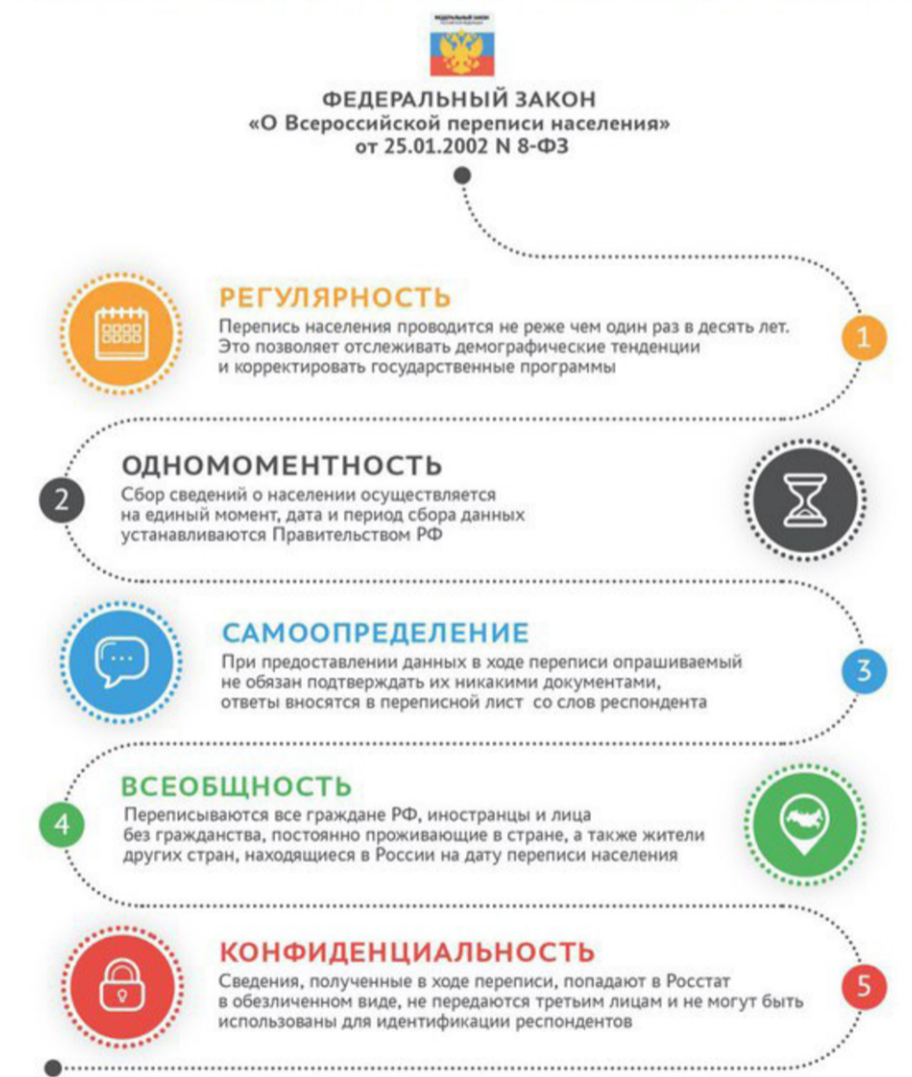 ФЕДЕРАЛЬНЫЙ ЗАКОН
ФЕДЕРАЛЬНЫЙ ЗАКОН
«О Всероссийской переписи населения»
от 25.01.2002 N 8-ФЗ
РЕГУЛЯРНОСТЬ
Перепись населения проводится не реже чем один раз в десять лет.
Это позволяет отслеживать демографические тенденции
и корректировать государственные программы
1
2
ОДНОМОМЕНТНОСТЬ
Сбор сведений о населении осуществляется
на единый момент, дата и период сбора данных
устанавливаются Правительством РФ
САМООПРЕДЕЛЕНИЕ
При предоставлении данных в ходе переписи опрашиваемый
не обязан подтверждать их никакими документами,
ответы вносятся в переписной лист со слов респондента
3
4
ВСЕОБЩНОСТЬ
Переписываются все граждане РФ, иностранцы и лица
без гражданства, постоянно проживающие в стране, а также жители
других стран, находящиеся в России на дату переписи населения
КОНФИДЕНЦИАЛЬНОСТЬ
Сведения, полученные в ходе переписи, попадают в Росстат
в обезличенном виде, не передаются третьим лицам и не могут быть
использованы для идентификации респондентов
5